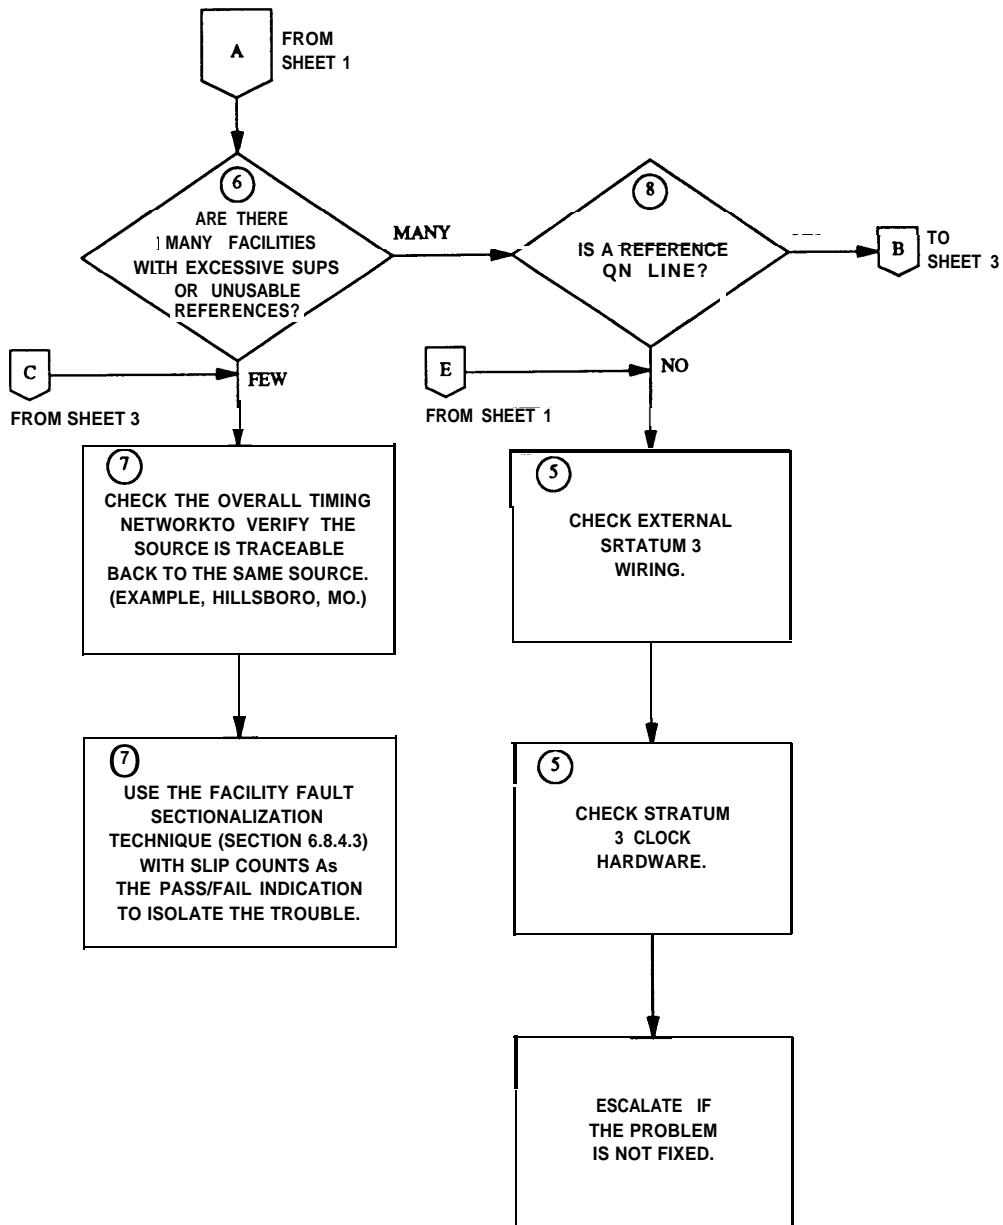 A
FROM
SHEET 1
6
ARE THERE
MANY FACILITIES
WITH EXCESSIVE SUPS
OR UNUSABLE
REFERENCES?
MANY
8
IS A REFERENCE
QN LINE?
B
TO
SHEET 3
C
FROM SHEET 3
FEW
E
FROM SHEET 1
NO
7
CHECK THE OVERALL TIMING
NETWORKTO VERIFY THE
SOURCE IS TRACEABLE
BACK TO THE SAME SOURCE.
(EXAMPLE, HILLSBORO, MO.)
5
CHECK EXTERNAL
SRTATUM 3
WIRING.
7
USE THE FACILITY FAULT
SECTIONALIZATION
TECHNIQUE (SECTION 6.8.4.3)
WITH SLIP COUNTS As
THE PASS/FAIL INDICATION
TO ISOLATE THE TROUBLE.
5
CHECK STRATUM
3 CLOCK
HARDWARE.
ESCALATE IF
THE PROBLEM
IS NOT FIXED.